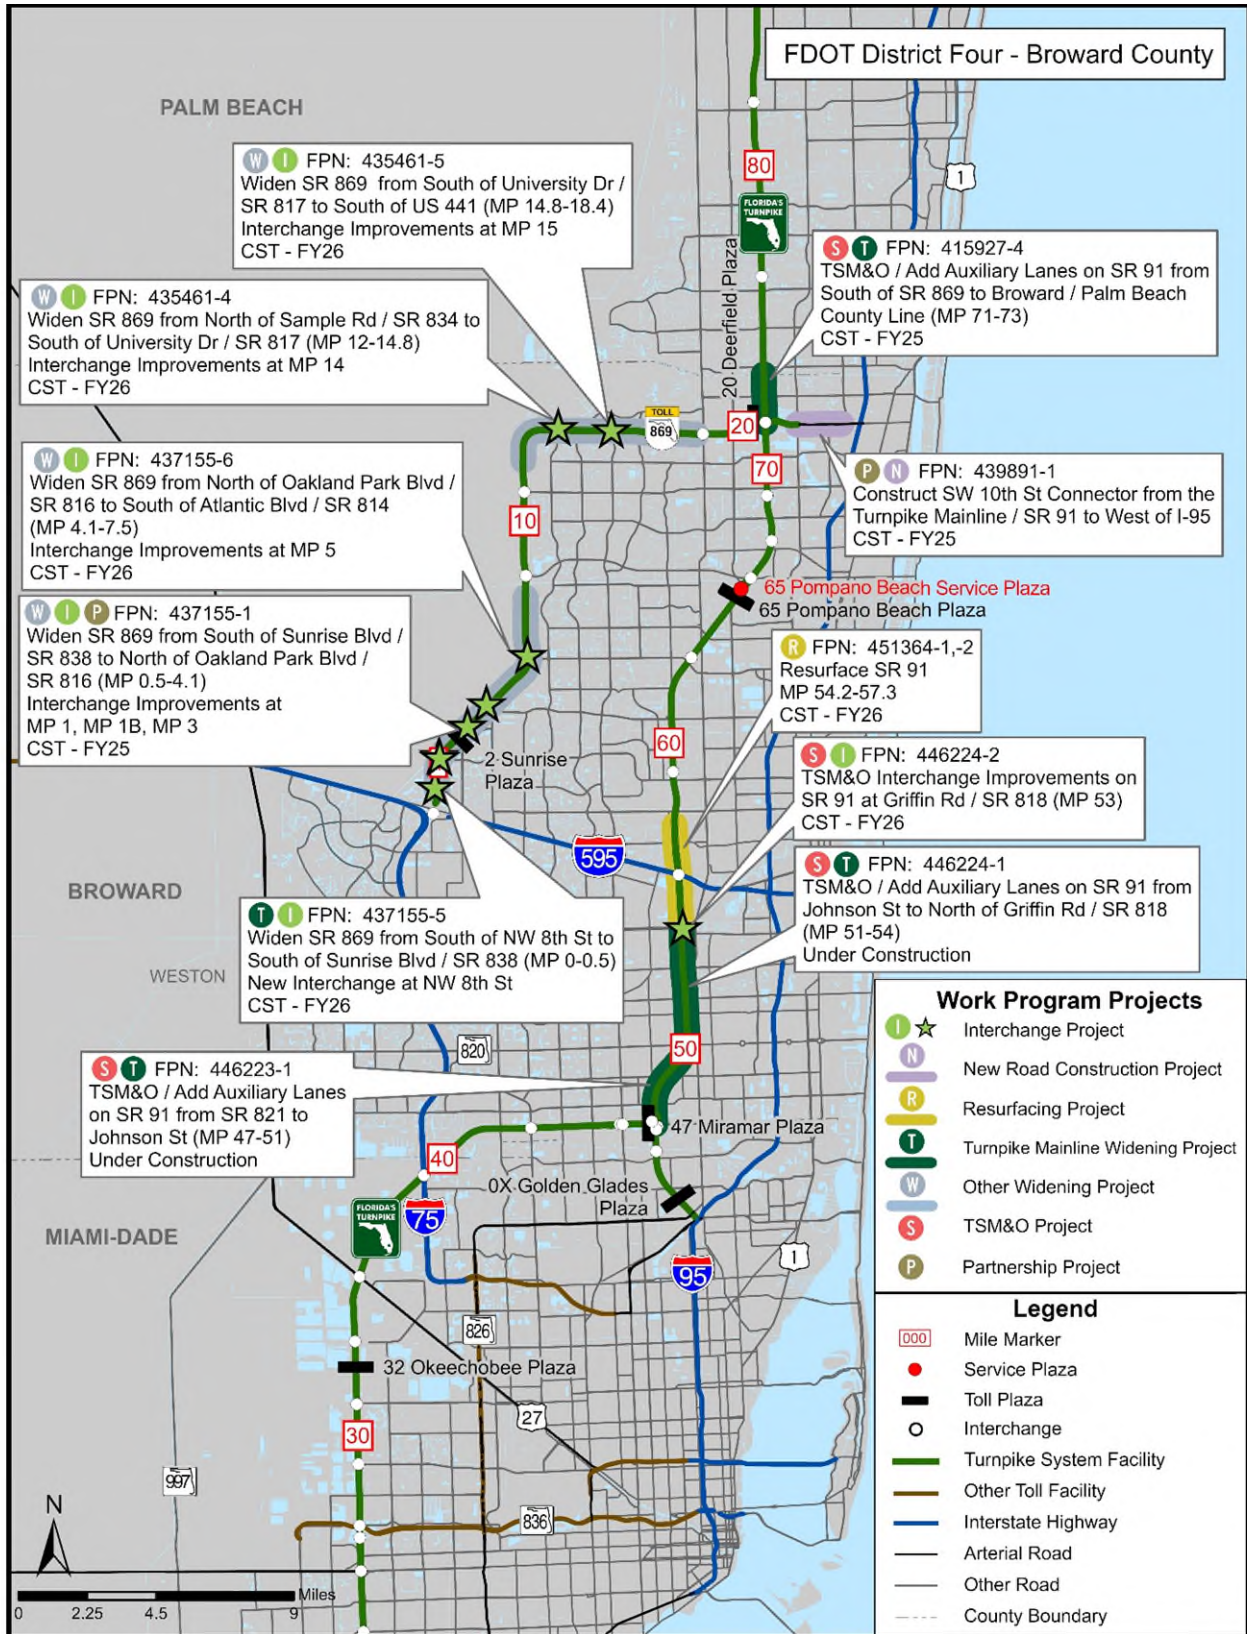 FDOT District Four - Broward County
PALM BEACH
W I FPN: 435461-5
Widen SR 869 from South of University Dr /
SR 817 to South of US 441 (MP 14.8-18.4)
Interchange Improvements at MP 15
CST - FY26
80
1
FLORIDA'S
TURNPIKE
20 Deerfield Plaza
S T FPN: 415927-4
TSM&O / Add Auxiliary Lanes on SR 91 from
South of SR 869 to Broward / Palm Beach
County Line (MP 71-73)
CST - FY25
W I FPN: 435461-4
Widen SR 869 from North of Sample Rd / SR 834 to
South of University Dr / SR 817 (MP 12-14.8)
Interchange Improvements at MP 14
CST - FY26
TOLL
869
20
70
W I FPN: 437155-6
Widen SR 869 from North of Oakland Park Blvd /
SR 816 to South of Atlantic Blvd / SR 814
(MP 4.1-7.5)
Interchange Improvements at MP 5
CST - FY26
10
P N FPN: 439891-1
Construct SW 10th St Connector from the
Turnpike Mainline / SR 91 to West of I-95
CST - FY25
65 Pompano Beach Service Plaza
65 Pompano Beach Plaza
W I P FPN: 437155-1
Widen SR 869 from South of Sunrise Blvd /
SR 838 to North of Oakland Park Blvd /
SR 816 (MP 0.5-4.1)
Interchange Improvements at
MP 1, MP 1B, MP 3
CST - FY25
R FPN: 451364-1,-2
Resurface SR 91
MP 54.2-57.3
CST - FY26
60
2 Sunrise
Plaza
S I FPN: 446224-2
TSM&O Interchange Improvements on
SR 91 at Griffin Rd / SR 818 (MP 53)
CST - FY26
595
S T FPN: 446224-1
TSM&O / Add Auxiliary Lanes on SR 91 from
Johnson St to North of Griffin Rd / SR 818
(MP 51-54)
Under Construction
BROWARD
WESTON
T I FPN: 437155-5
Widen SR 869 from South of NW 8th St to
South of Sunrise Blvd / SR 838 (MP 0-0.5)
New Interchange at NW 8th St
CST - FY26
820
50
S T FPN: 446223-1
TSM&O / Add Auxiliary Lanes
on SR 91 from SR 821 to
Johnson St (MP 47-51)
Under Construction
47 Miramar Plaza
40
0X Golden Glades
Plaza
MIAMI-DADE
FLORIDA'S
TURNPIKE
75
95
1
826
32 Okeechobee Plaza
27
30
997
836
N
Miles
0 2.25 4.5 9
Work Program Projects
I Interchange Project
N New Road Construction Project
R Resurfacing Project
T Turnpike Mainline Widening Project
W Other Widening Project
S TSM&O Project
P Partnership Project
Legend
000 Mile Marker
Service Plaza
Toll Plaza
Interchange
Turnpike System Facility
Other Toll Facility
Interstate Highway
Arterial Road
Other Road
County Boundary